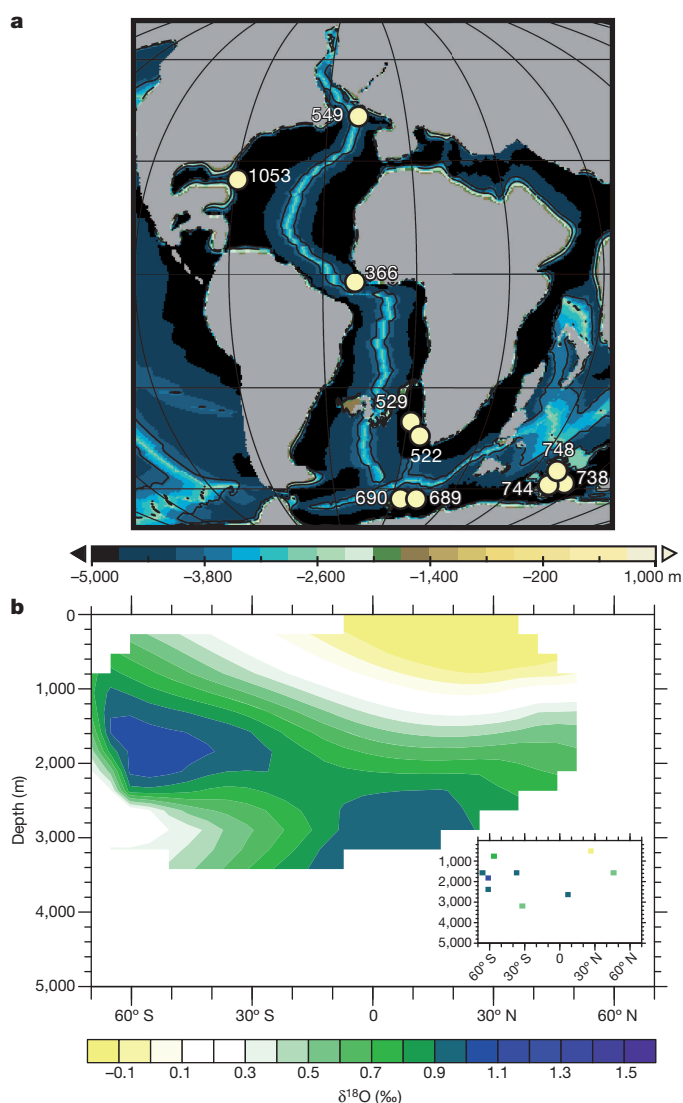 a
549
1053
366
529
522
748
744
738
690
689
−5,000
−3,800
−2,600
−1,400
−200
1,000 m
b
0
1,000
2,000
3,000
4,000
5,000
Depth (m)
1,000
2,000
3,000
4,000
5,000
60° S
30° S
0
30° N
60° N
60° S
30° S
0
30° N
60° N
−0.1
0.1
0.3
0.5
0.7
0.9
1.1
1.3
1.5
δ18O (‰)